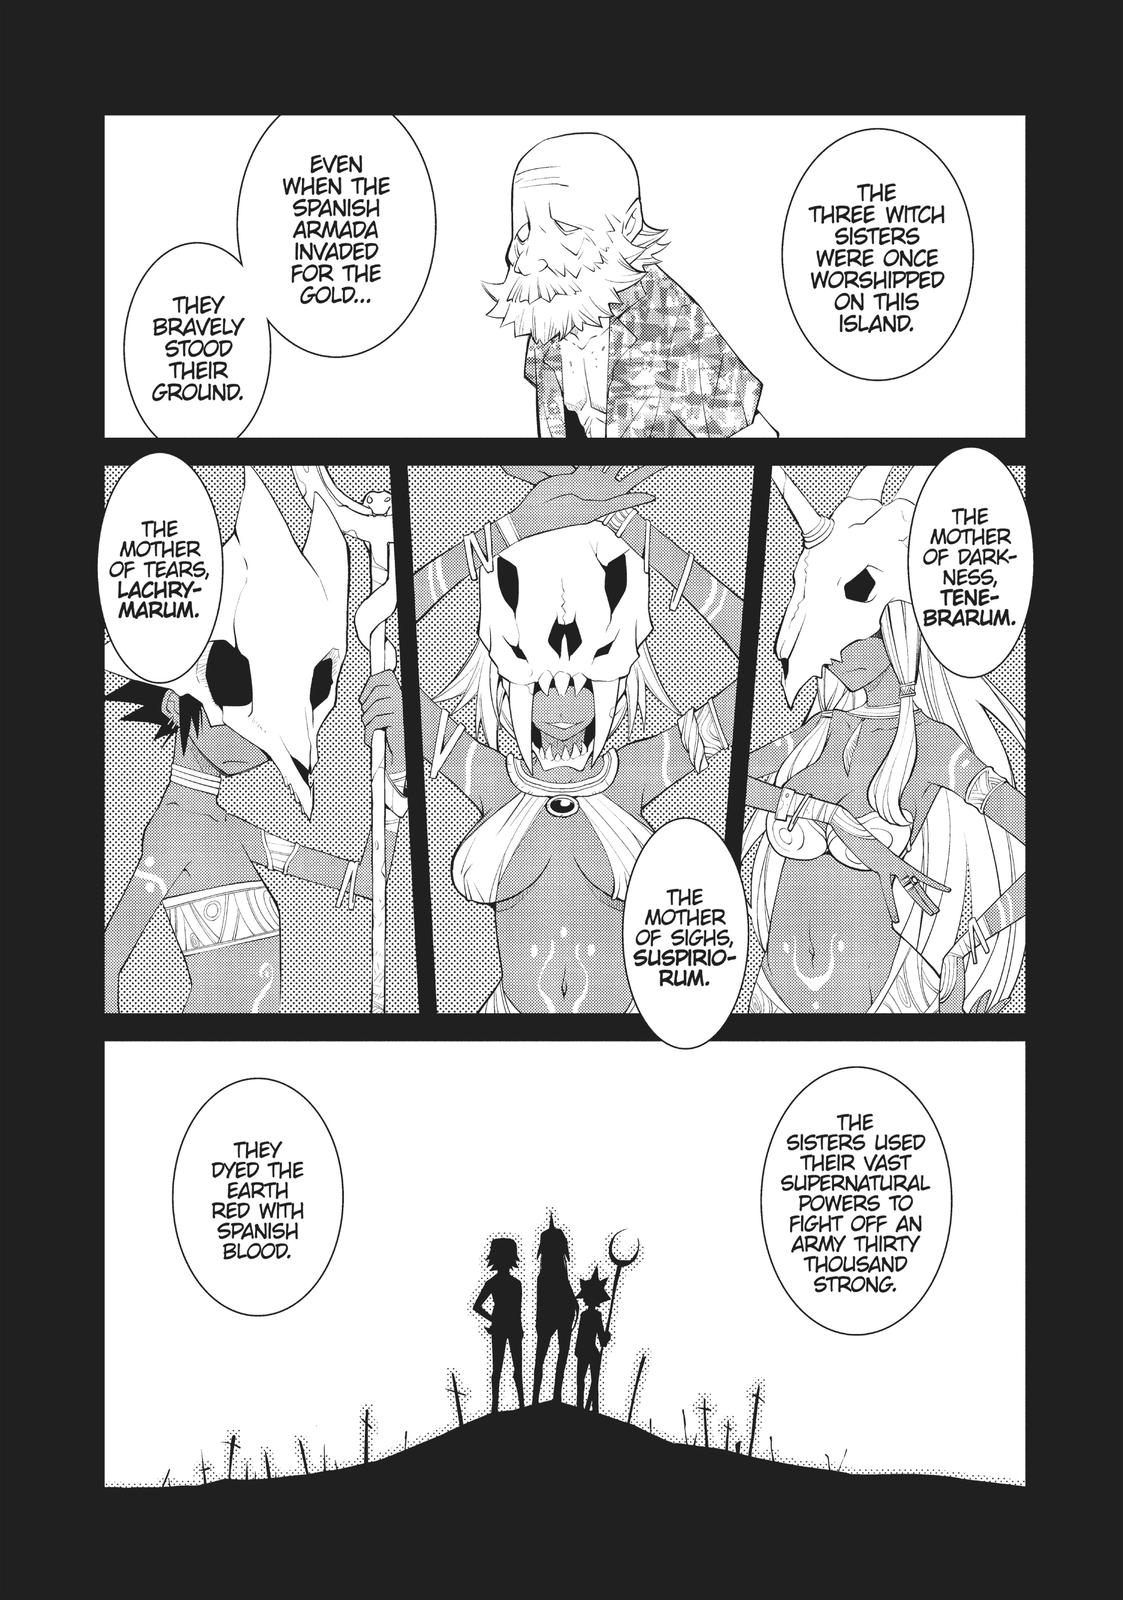 THE
THREE WITCH
SISTERS
WERE ONCE
WORSHIPPED
ON THIS
ISLAND.
EVEN
WHEN THE
SPANISH
ARMADA
INVADED
FOR THE
GOLD...
THEY
BRAVELY
STOOD
THEIR
GROUND.
THE
MOTHER
OF DARK-
NESS,
TENE-
BRARUM.
THE
MOTHER
OF SIGHS,
SUSPIRIO-
RUM.
THE
MOTHER
OF TEARS,
LACHRY-
MARUM.
THE
SISTERS USED
THEIR VAST
SUPERNATURAL
POWERS TO
FIGHT OFF AN
ARMY THIRTY
THOUSAND
STRONG.
THEY
DYED THE
EARTH
RED WITH
SPANISH
BLOOD.